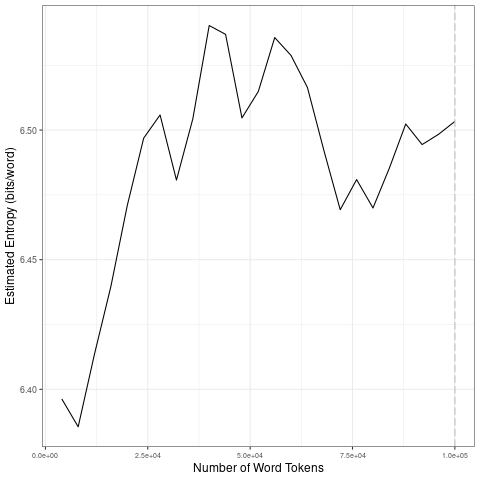 Estimated Entropy (bits/word)
6.50
6.45
6.40
0.0e+00 2.5e+04 5.0e+04 7.5e+04 1.0e+05
Number of Word Tokens